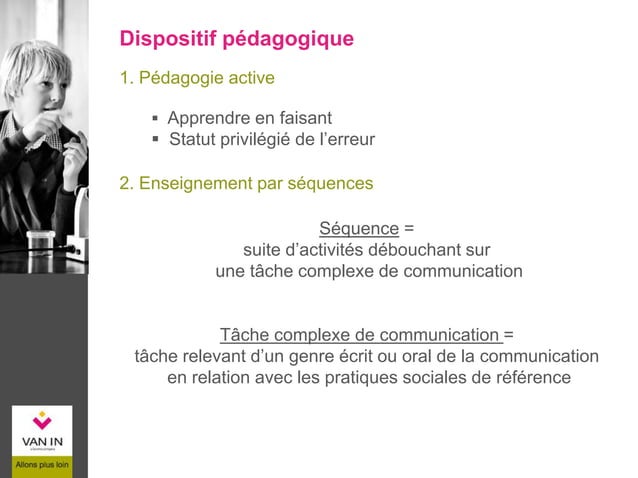 Dispositif pédagogique
1. Pédagogie active
▪ Apprendre en faisant
▪ Statut privilégié de l’erreur
2. Enseignement par séquences
Séquence =
suite d’activités débouchant sur
une tâche complexe de communication
Tâche complexe de communication =
tâche relevant d’un genre écrit ou oral de la communication
en relation avec les pratiques sociales de référence
VAN IN
Allons plus loin